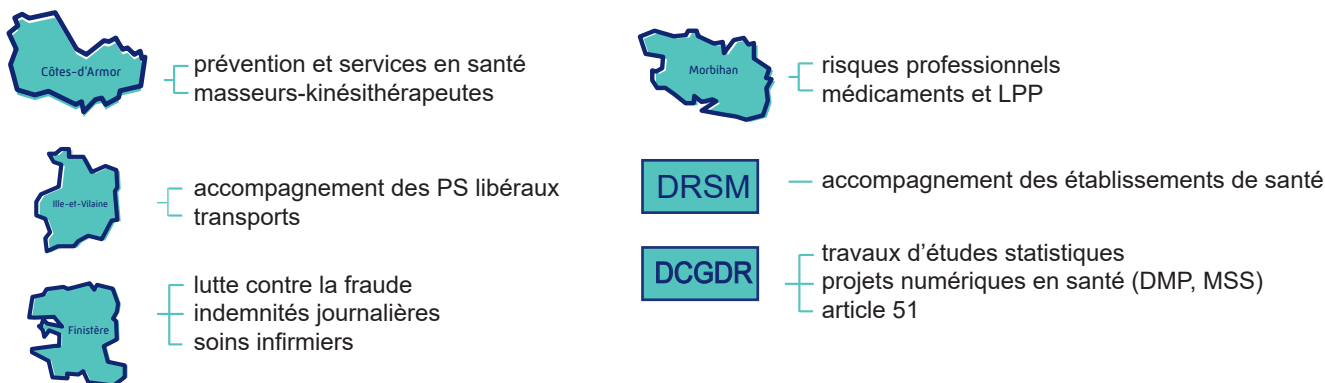 Côtes-d'Armor
prévention et services en santé
masseurs-kinésithérapeutes
Ille-et-Vilaine
accompagnement des PS libéraux
transports
Finistère
lutte contre la fraude
indemnités journalières
soins infirmiers
Morbihan
risques professionnels
médicaments et LPP
DRSM
accompagnement des établissements de santé
DCGDR
travaux d'études statistiques
projets numériques en santé (DMP, MSS)
article 51